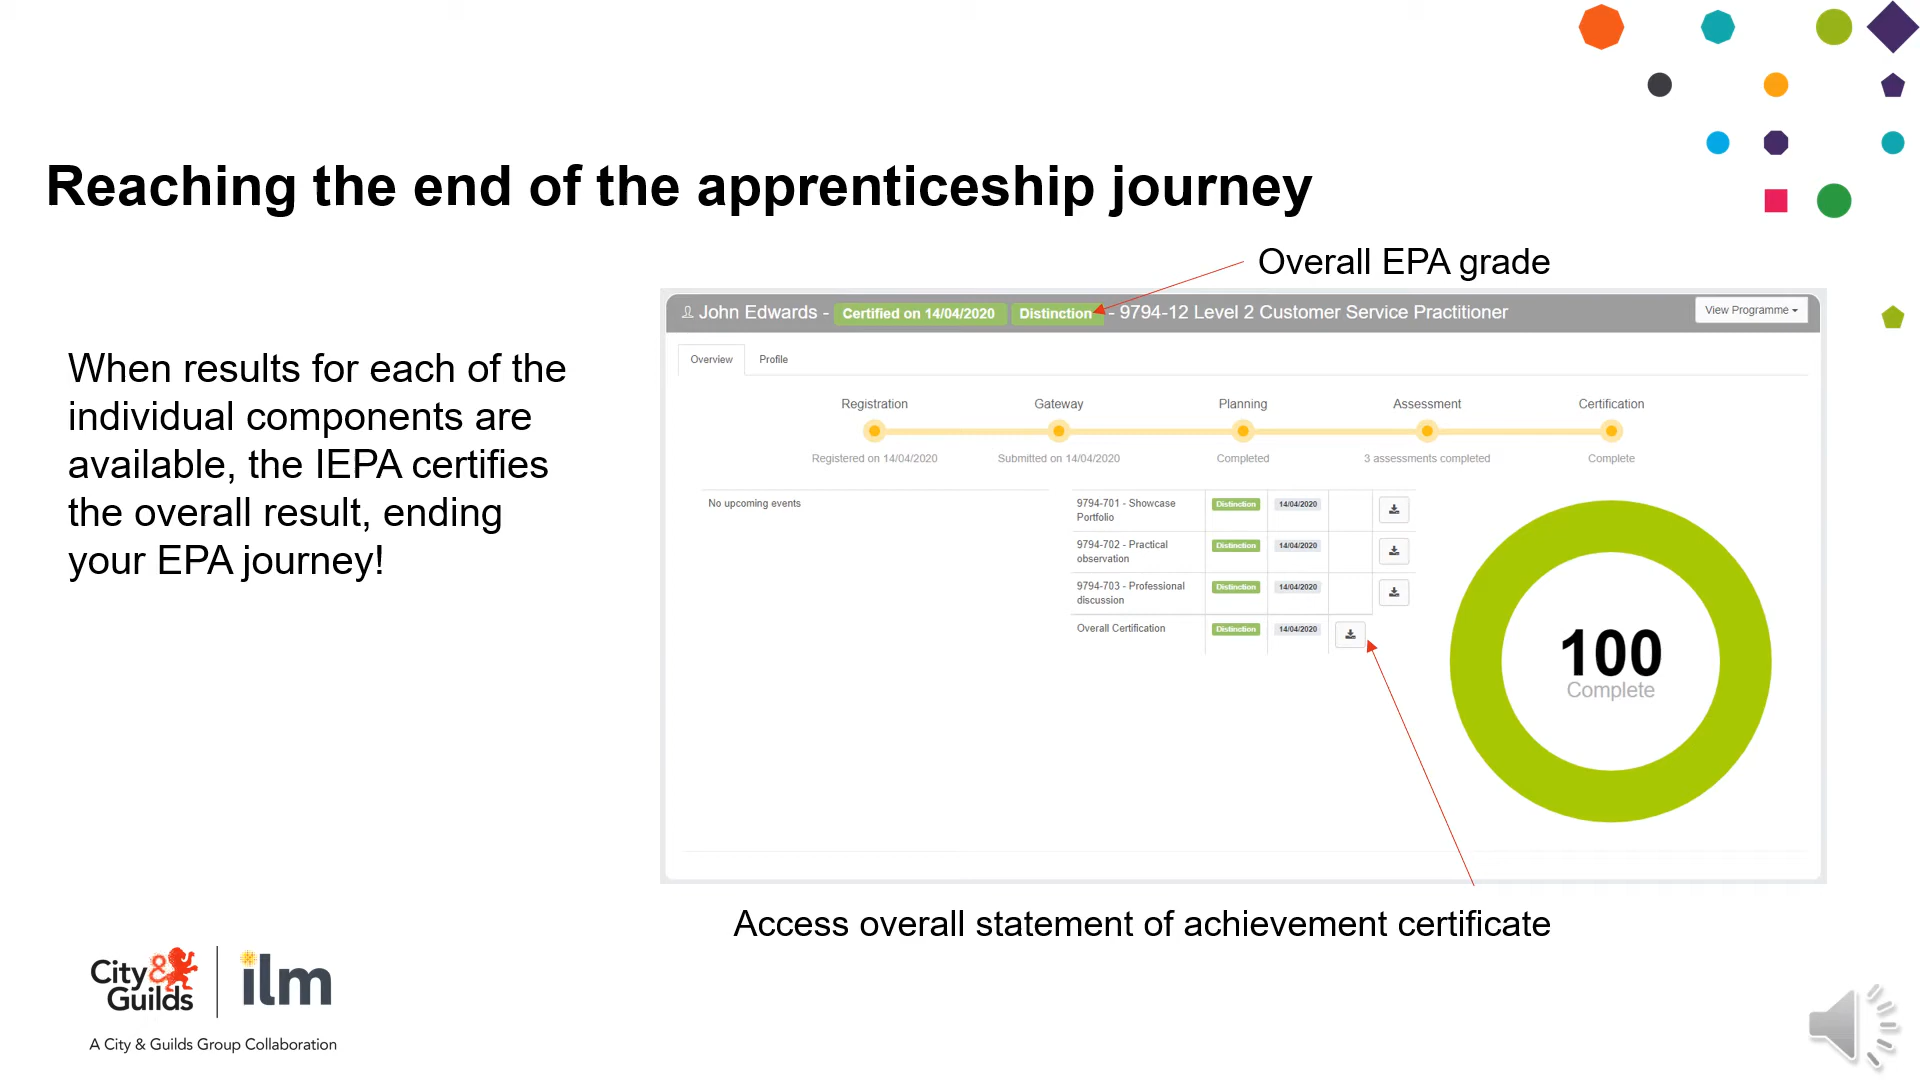 Reaching the end of the apprenticeship journey
Overall EPA grade
When results for each of the
individual components are
available, the IEPA certifies
the overall result, ending
your EPA journey!
John Edwards - Certified on 14/04/2020 Distinction - 9794-12 Level 2 Customer Service Practitioner
View Programme
Overview Profile
Registration Gateway Planning Assessment Certification
Registered on 14/04/2020 Submitted on 14/04/2020 Completed 3 assessments completed Complete
No upcoming events
9794-701 - Showcase Distinction 14/04/2020
Portfolio
9794-702 - Practical Distinction 14/04/2020
observation
9794-703 - Professional Distinction 14/04/2020
discussion
Overall Certification Distinction 14/04/2020
100
Complete
Access overall statement of achievement certificate
City&
Guilds
ilm
A City & Guilds Group Collaboration